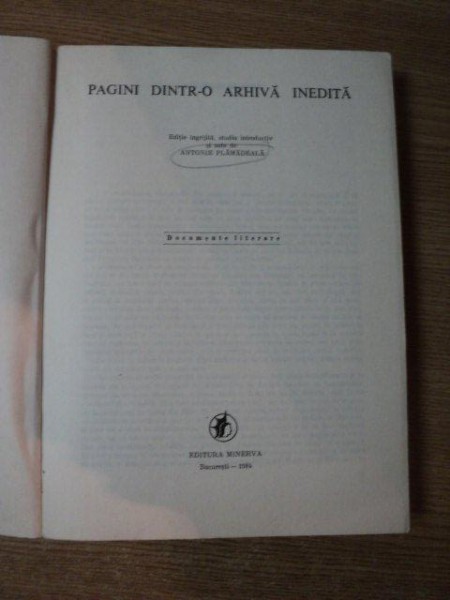 PAGINI DINTR-O ARHIVĂ INEDITĂ
Ediție îngrijită, studiu introductiv
și note de
ANTONIE PLĂMĂDEALĂ
Documente literare
EDITURA MINERVA
București — 1984